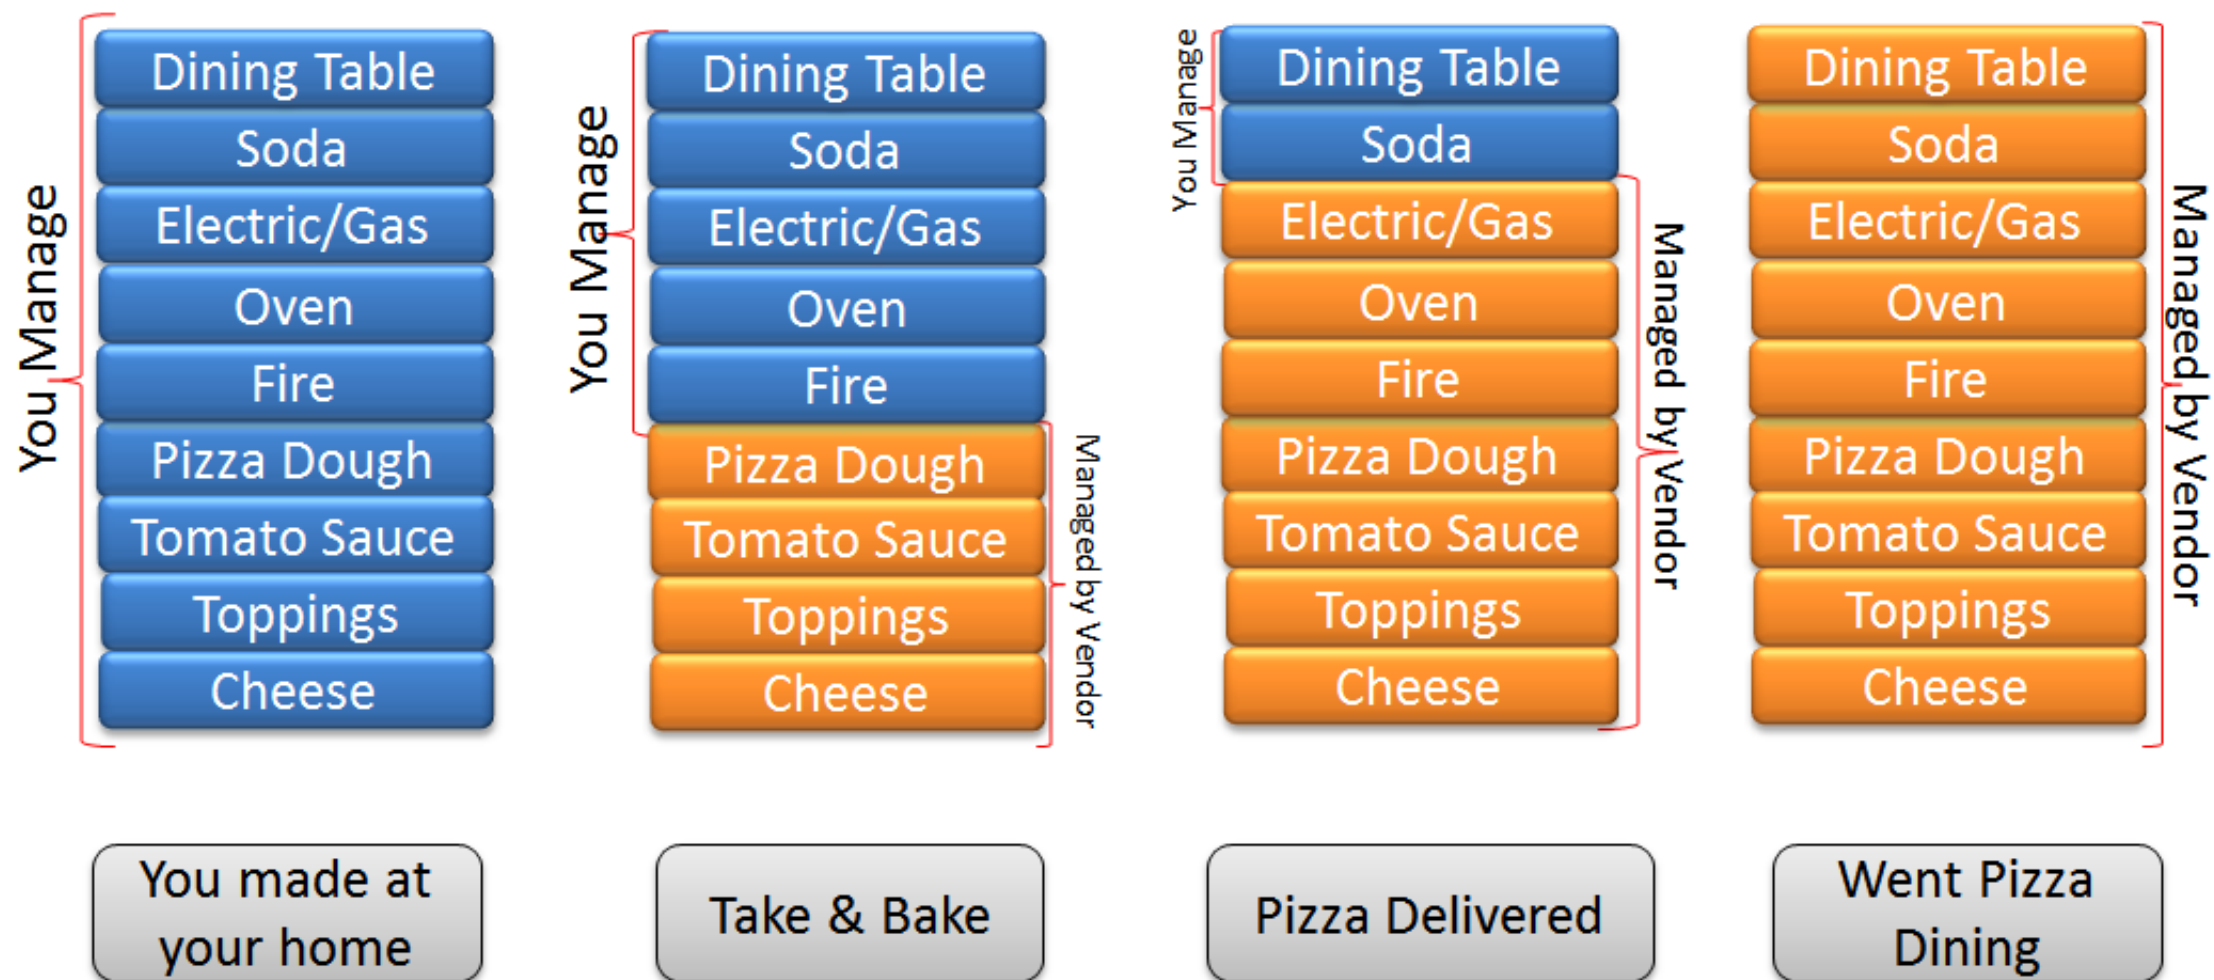 You Manage
Dining Table
Soda
Electric/Gas
Oven
Fire
Pizza Dough
Tomato Sauce
Toppings
Cheese
You made at
your home
You Manage
Dining Table
Soda
Electric/Gas
Oven
Fire
Pizza Dough
Tomato Sauce
Toppings
Cheese
Managed by Vendor
Take & Bake
You Manage
Dining Table
Soda
Electric/Gas
Oven
Fire
Pizza Dough
Tomato Sauce
Toppings
Cheese
Managed by Vendor
Pizza Delivered
Dining Table
Soda
Electric/Gas
Oven
Fire
Pizza Dough
Tomato Sauce
Toppings
Cheese
Managed by Vendor
Went Pizza
Dining